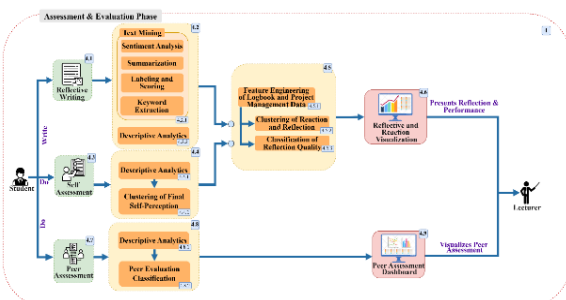 Assessment & Evaluation Phase
4.2
Text Mining
Sentiment Analysis
Summarization
Labeling and
Scoring
Keyword
Extraction
Descriptive Analytics
4.1
Reflective
Writing
Write
4.5
Feature Engineering
of Logbook and Project
Management Data
Clustering of Reaction
and Reflection
Classification of
Reflection Quality
4.6
Reflective and
Reaction
Visualization
Presents Reflection &
Performance
Student
Do
4.3
Self
Assessment
4.4
Descriptive Analytics
Clustering of Final
Self-Perception
Lecturer
Do
4.7
Peer
Assessment
4.8
Descriptive Analytics
Peer Evaluation
Classification
4.9
Peer Assessment
Dashboard
Visualizes Peer
Assessment